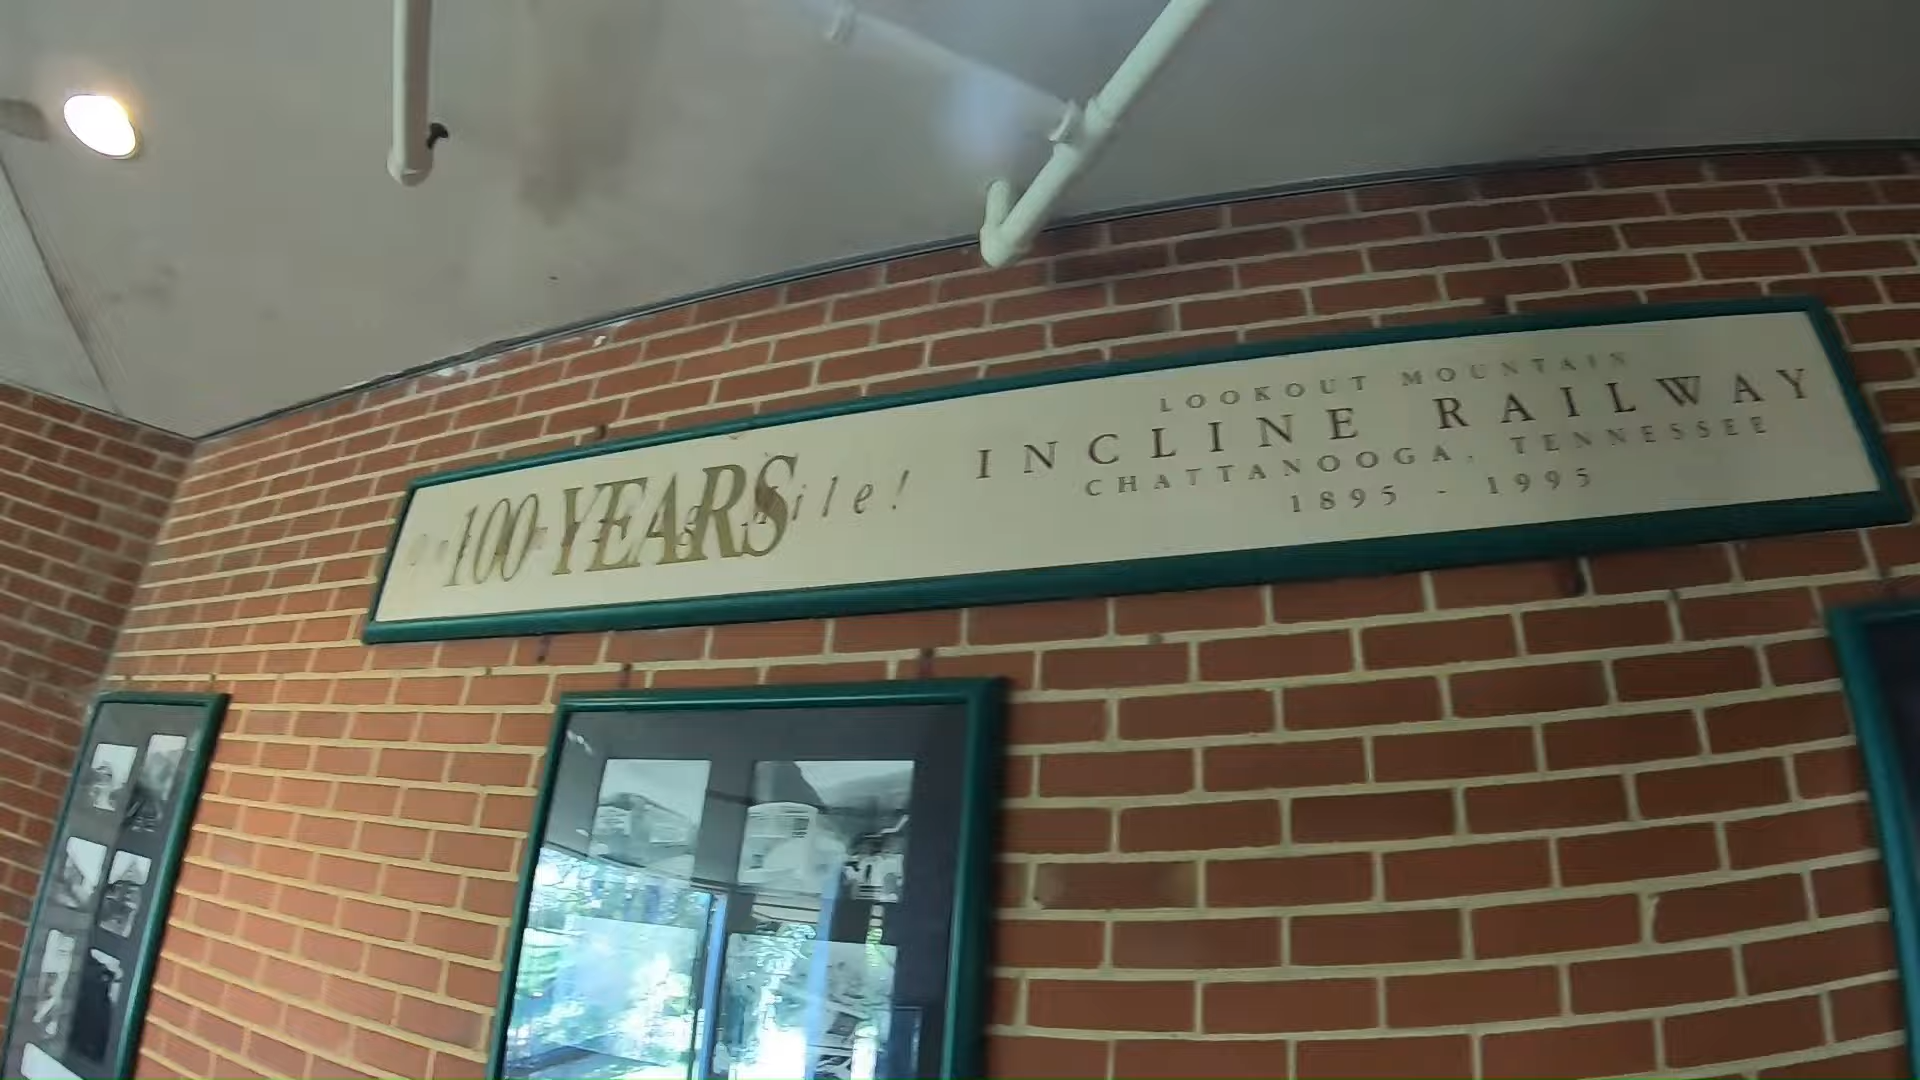 100 YEARS
LOOKOUT MOUNTAIN
INCLINE RAILWAY
CHATTANOOGA, TENNESSEE
1895 - 1995